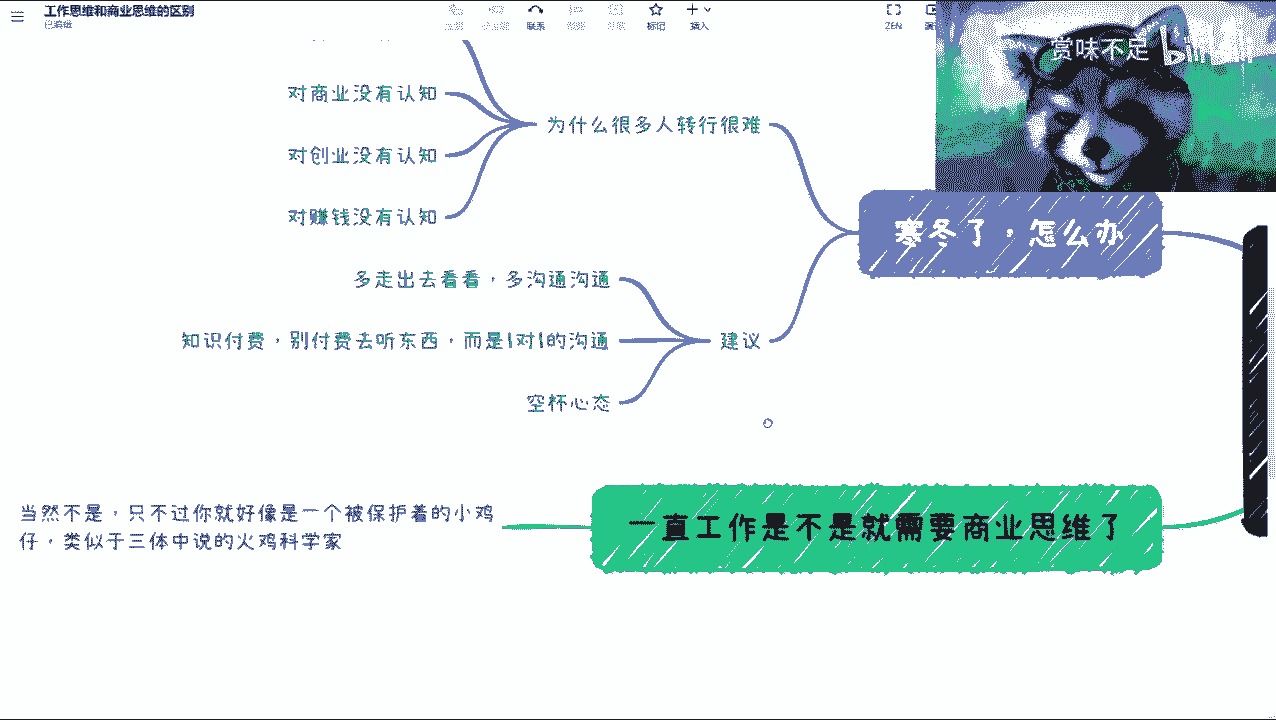 工作思维和商业思维的区别
已编辑
联系
标记
插入
ZEN
赏味不足
bilibili
对商业没有认知
对创业没有认知
对赚钱没有认知
为什么很多人转行很难
寒冬了，怎么办
多走出去看看，多沟通沟通
知识付费，别付费去听东西，而是1对1的沟通
空杯心态
建议
一直工作是不是就需要商业思维了
当然不是，只不过你就好像是一个被保护着的小鸡
仔，类似于三体中说的火鸡科学家